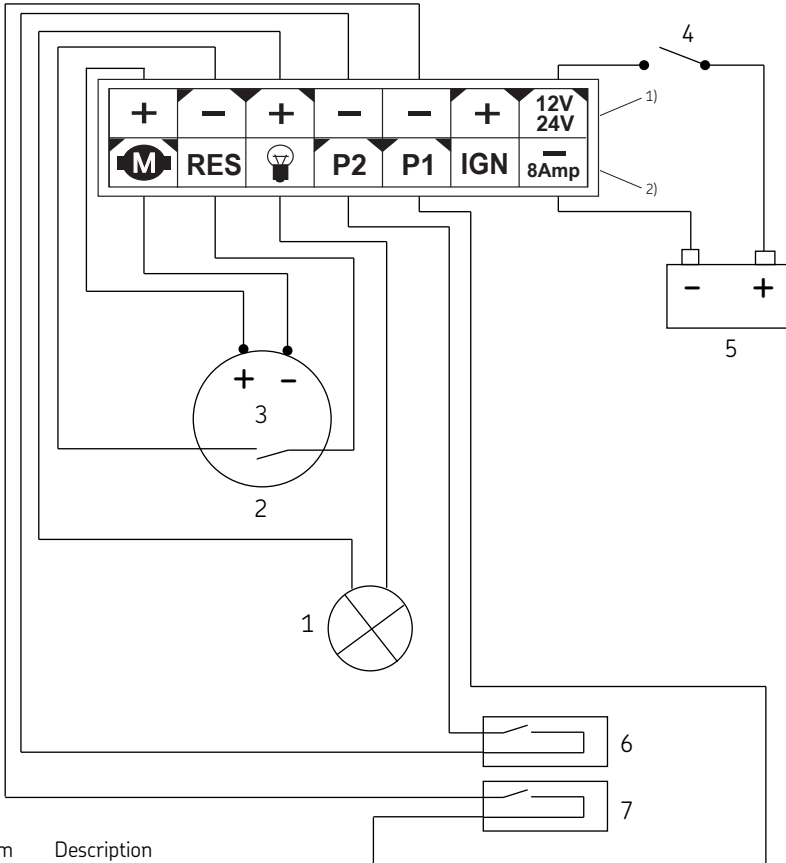 4
+ − + − − + 12V
24V
1)
M RES P2 P1 IGN −
8Amp
2)
− +
5
+ −
3
2
1
6
7
m Description